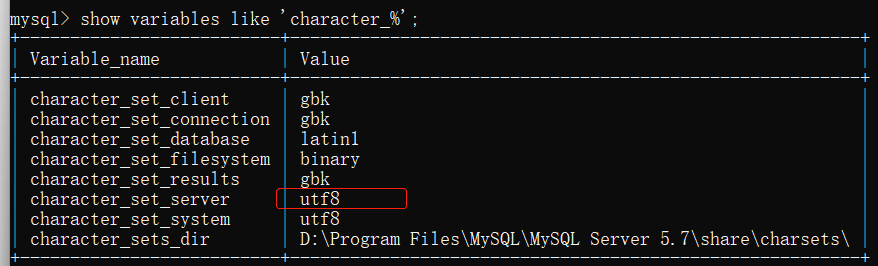 mysql> show variables like 'character_%';
Variable_name | Value
character_set_client | gbk
character_set_connection | gbk
character_set_database | latin1
character_set_filesystem | binary
character_set_results | gbk
character_set_server | utf8
character_set_system | utf8
character_sets_dir | D:\Program Files\MySQL\MySQL Server 5.7\share\charsets\